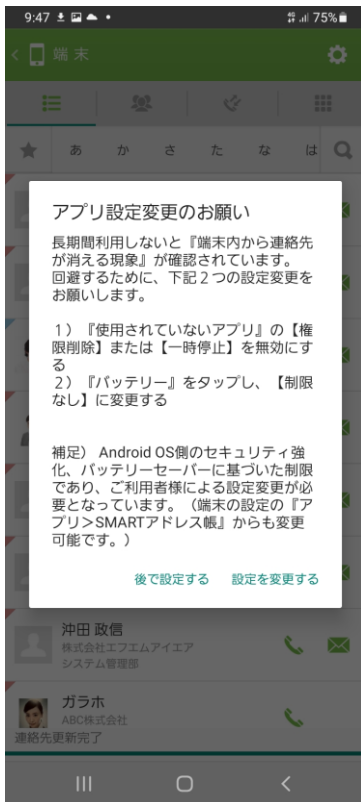 9:47
75%
端末
あ か さ た な は
アプリ設定変更のお願い
長期間利用しないと『端末内から連絡先
が消える現象』が確認されています。
回避するために、下記２つの設定変更を
お願いします。
１）『使用されていないアプリ』の【権
限削除】または【一時停止】を無効にす
る
２）『バッテリー』をタップし、【制限
なし】に変更する
補足） Android OS側のセキュリティ強
化、バッテリーセーバーに基づいた制限
であり、ご利用者様による設定変更が必
要となっています。（端末の設定の『ア
プリ＞SMARTアドレス帳』からも変更
可能です。）
後で設定する 設定を変更する
沖田 政信
株式会社エフエムアイエア
システム管理部
ガラホ
ABC株式会社
連絡先更新完了